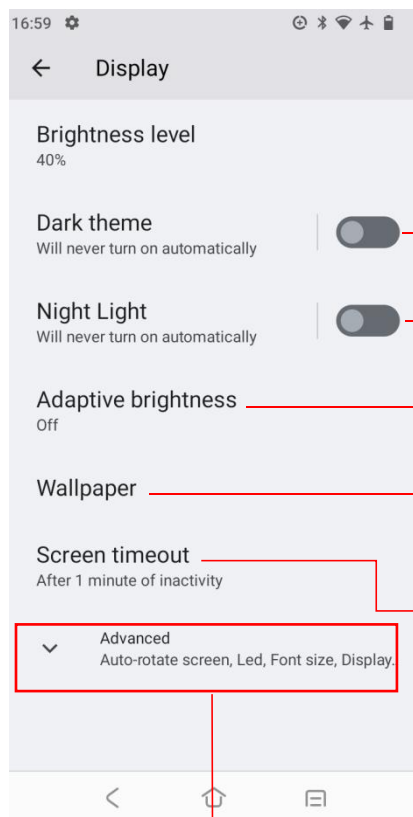 16:59
Display
Brightness level
40%
Dark theme
Will never turn on automatically
Night Light
Will never turn on automatically
Adaptive brightness
Off
Wallpaper
Screen timeout
After 1 minute of inactivity
Advanced
Auto-rotate screen, Led, Font size, Display.